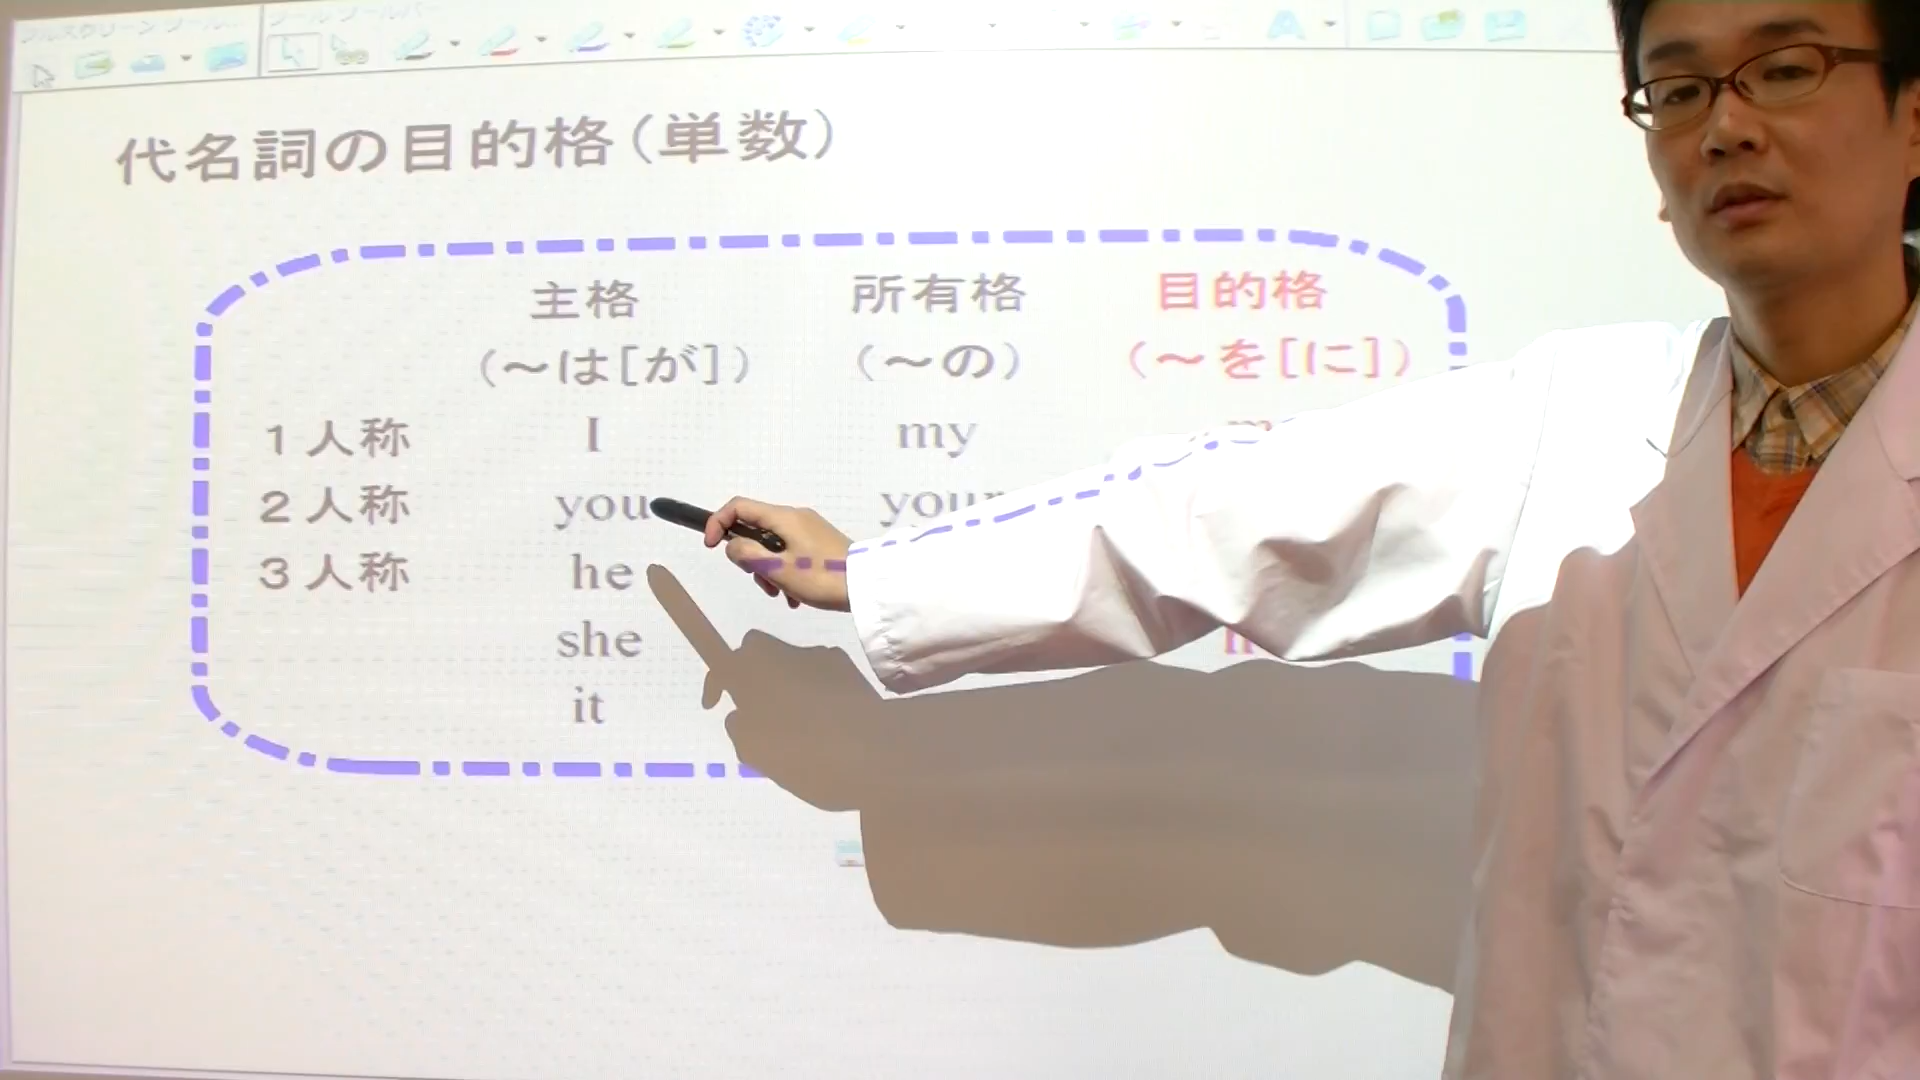 代名詞の目的格(単数)
主格 所有格 目的格
(～は[が]) (～の) (～を[に])
1人称 I my
2人称 you your
3人称 he
she
it